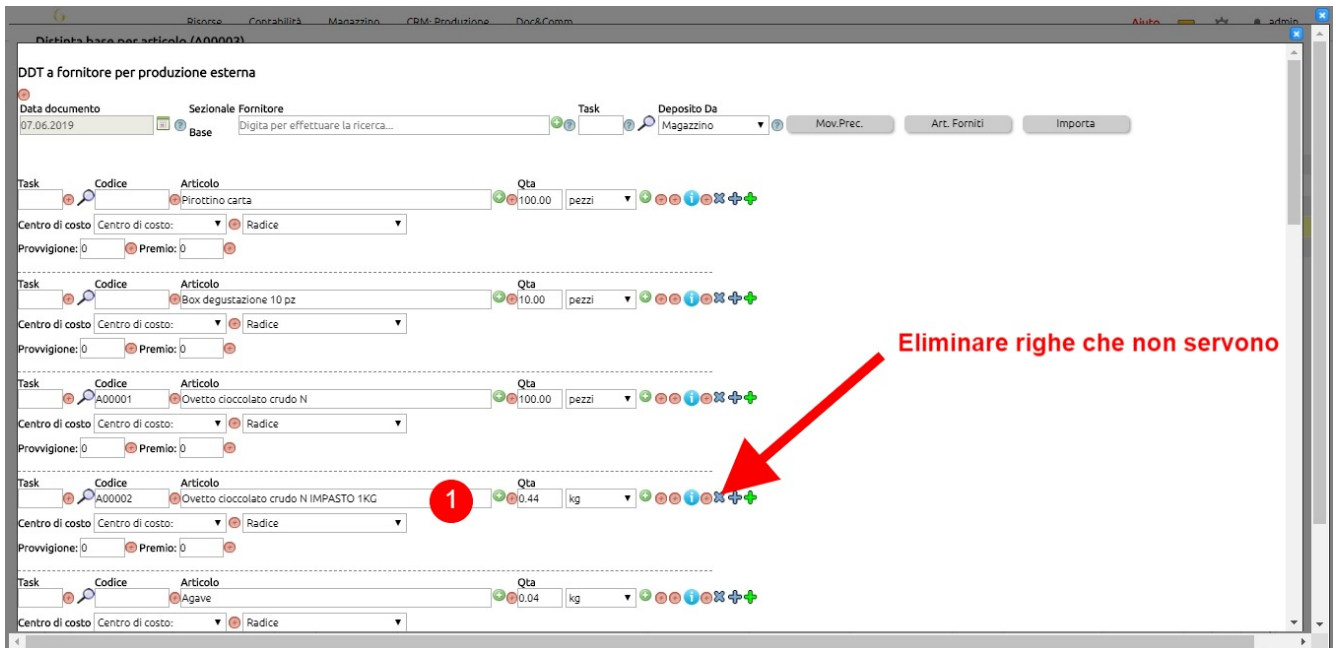 Risorse Contabilità Magazzino CRM: Produzione Doc&Comm Aiuto admin
Distinta base per articolo (A00003)
DDT a fornitore per produzione esterna
Data documento Sezionale Fornitore Task Deposito Da
07.06.2019 Base Digita per effettuare la ricerca... Magazzino Mov.Prec. Art. Forniti Importa
Task Codice Articolo Qta
Pirottino carta 100.00 pezzi
Centro di costo Centro di costo: Radice
Provvigione: 0 Premio: 0
Task Codice Articolo Qta
Box degustazione 10 pz 10.00 pezzi
Centro di costo Centro di costo: Radice
Provvigione: 0 Premio: 0
Eliminare righe che non servono
Task Codice Articolo Qta
A00001 Ovetto cioccolato crudo N 100.00 pezzi
Centro di costo Centro di costo: Radice
Provvigione: 0 Premio: 0
Task Codice Articolo Qta
A00002 Ovetto cioccolato crudo N IMPASTO 1KG 1 0.44 kg
Centro di costo Centro di costo: Radice
Provvigione: 0 Premio: 0
Task Codice Articolo Qta
Agave 0.04 kg
Centro di costo Centro di costo: Radice